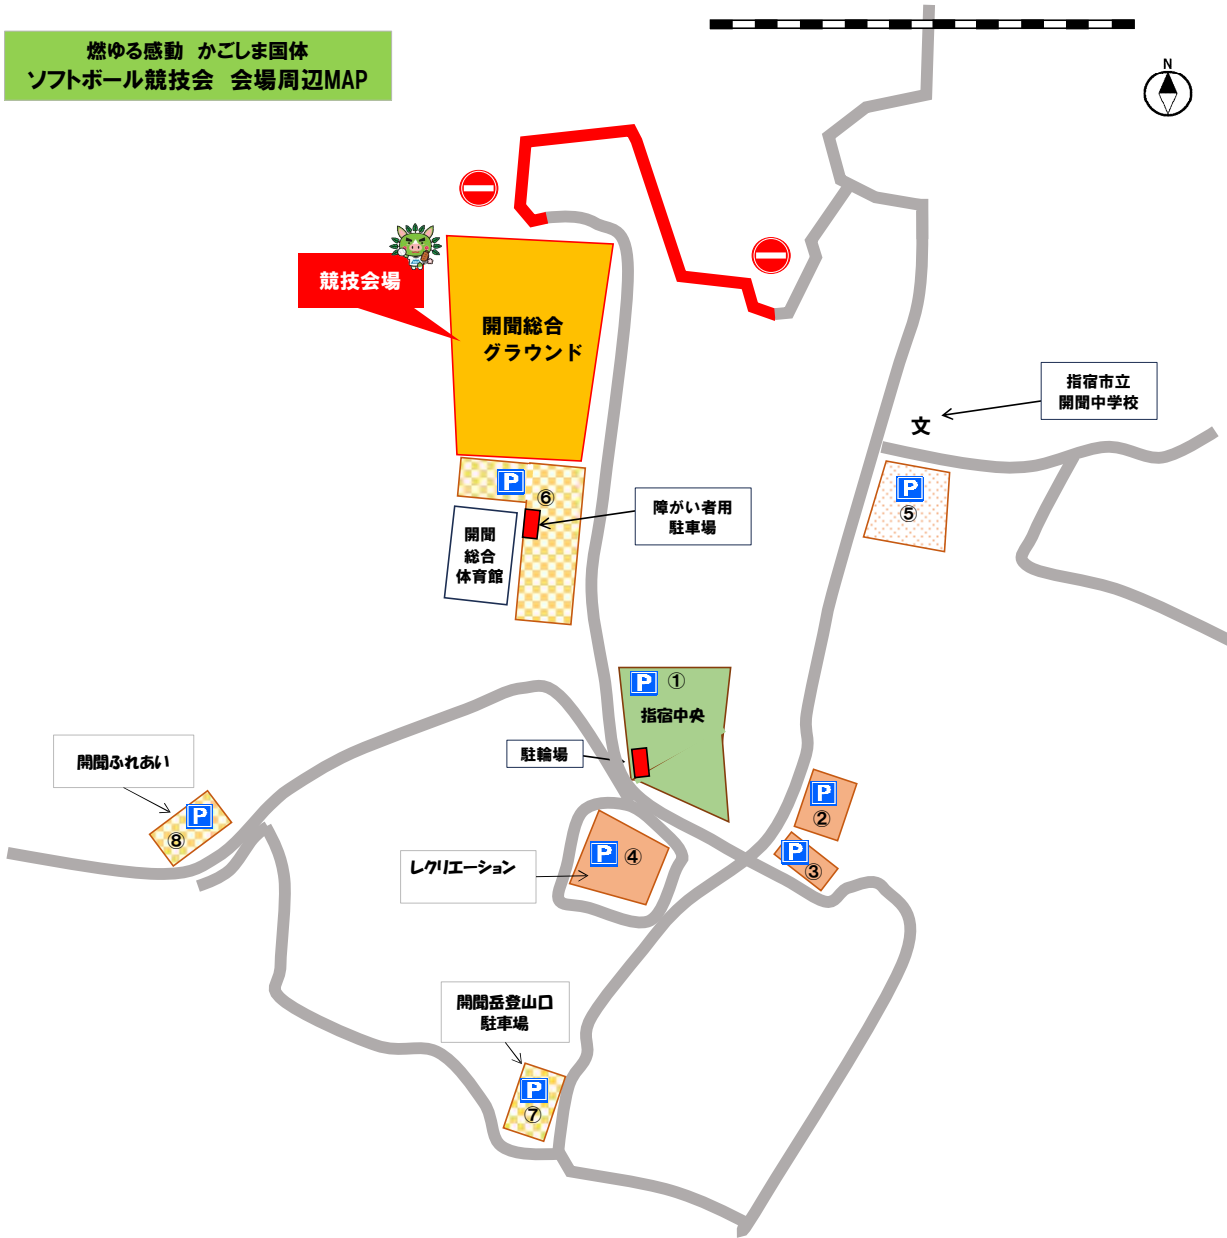 燃ゆる感動 かごしま国体
ソフトボール競技会 会場周辺MAP
N
競技会場
開聞総合
グラウンド
指宿市立
開聞中学校
文
P
⑥
P
⑤
障がい者用
駐車場
開聞
総合
体育館
P ①
指宿中央
駐輪場
開聞ふれあい
P
⑧
P
②
P
③
P ④
レクリエーション
開聞岳登山口
駐車場
P
⑦